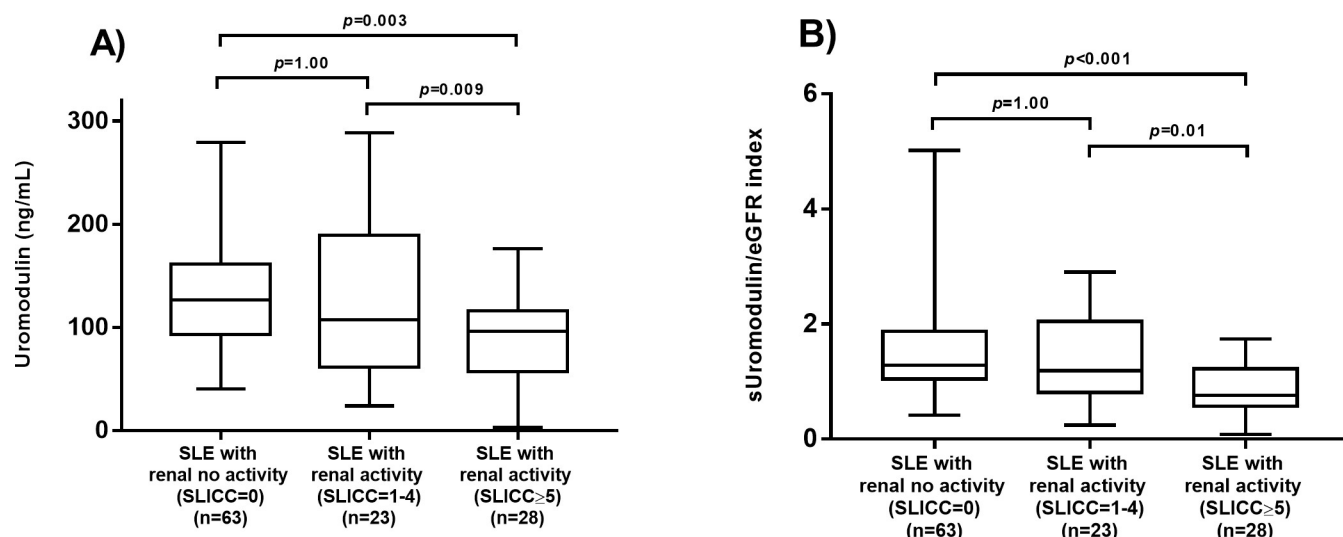 A)
p=0.003
p=1.00
p=0.009
Uromodulin (ng/mL)
300
200
100
0
SLE with
renal no activity
(SLICC=0)
(n=63)
SLE with
renal activity
(SLICC=1-4)
(n=23)
SLE with
renal activity
(SLICC≥5)
(n=28)
B)
p<0.001
p=1.00
p=0.01
sUromodulin/eGFR index
6
4
2
0
SLE with
renal no activity
(SLICC=0)
(n=63)
SLE with
renal activity
(SLICC=1-4)
(n=23)
SLE with
renal activity
(SLICC≥5)
(n=28)